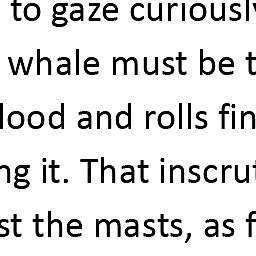 to gaze curiously
whale must be t
lood and rolls fin
ng it. That inscrut
st the masts, as f